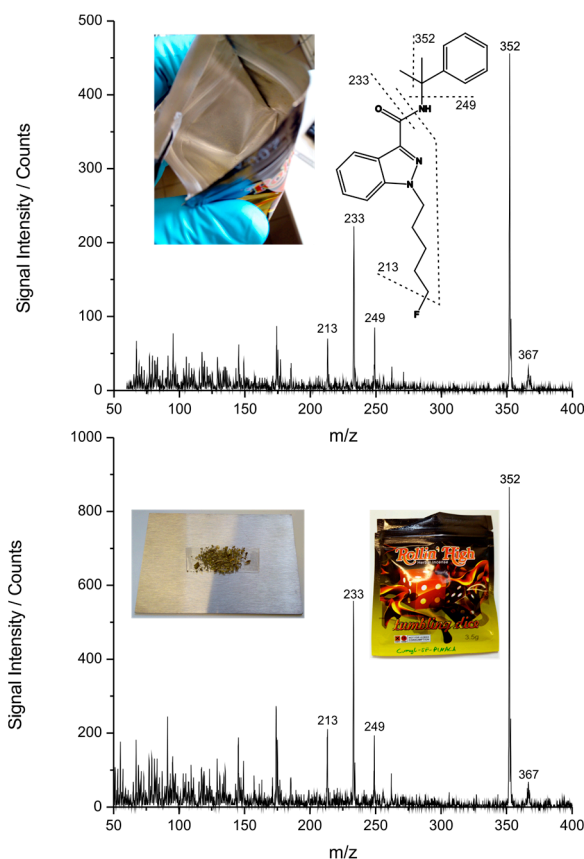 500
400
300
200
100
0
Signal Intensity / Counts
352
352
233
NH
249
O
N
N
233
213
F
213
249
367
50 100 150 200 250 300 350 400
m/z
1000
800
600
400
200
0
Signal Intensity / Counts
352
Rollin' High
233
Tumbling dice
3.5g
Cumyl-5F-PINACA
213
249
367
50 100 150 200 250 300 350 400
m/z